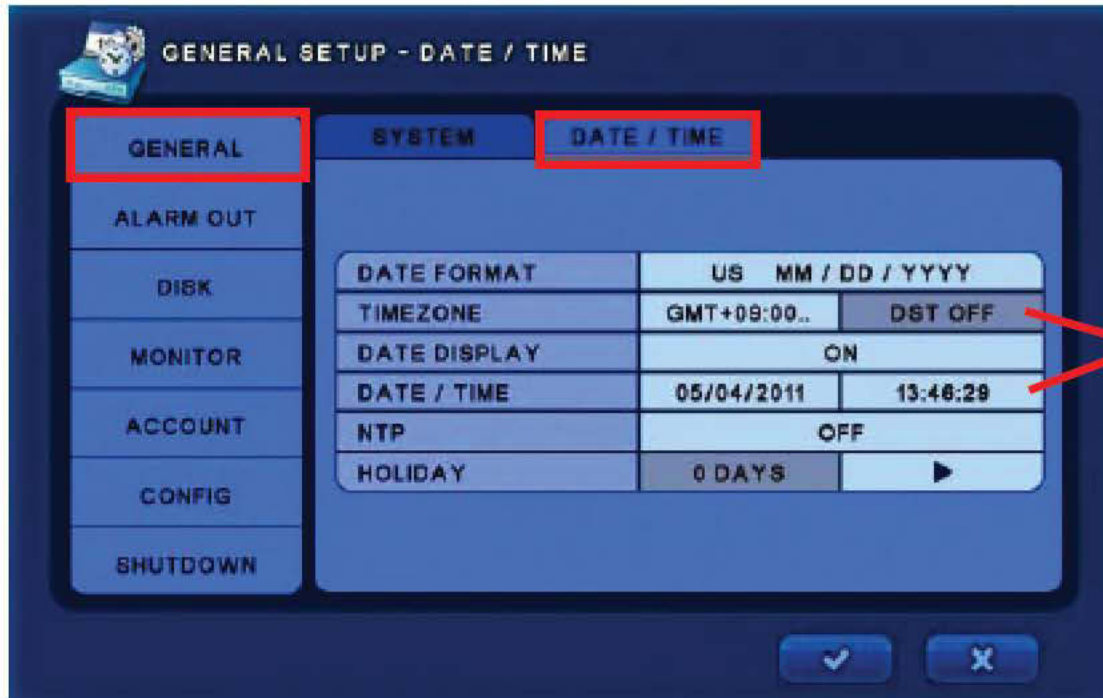 GENERAL SETUP - DATE / TIME
GENERAL
SYSTEM
DATE / TIME
ALARM OUT
DISK
MONITOR
ACCOUNT
CONFIG
SHUTDOWN
DATE FORMAT US MM / DD / YYYY
TIMEZONE GMT+09:00.. DST OFF
DATE DISPLAY ON
DATE / TIME 05/04/2011 13:46:29
NTP OFF
HOLIDAY 0 DAYS